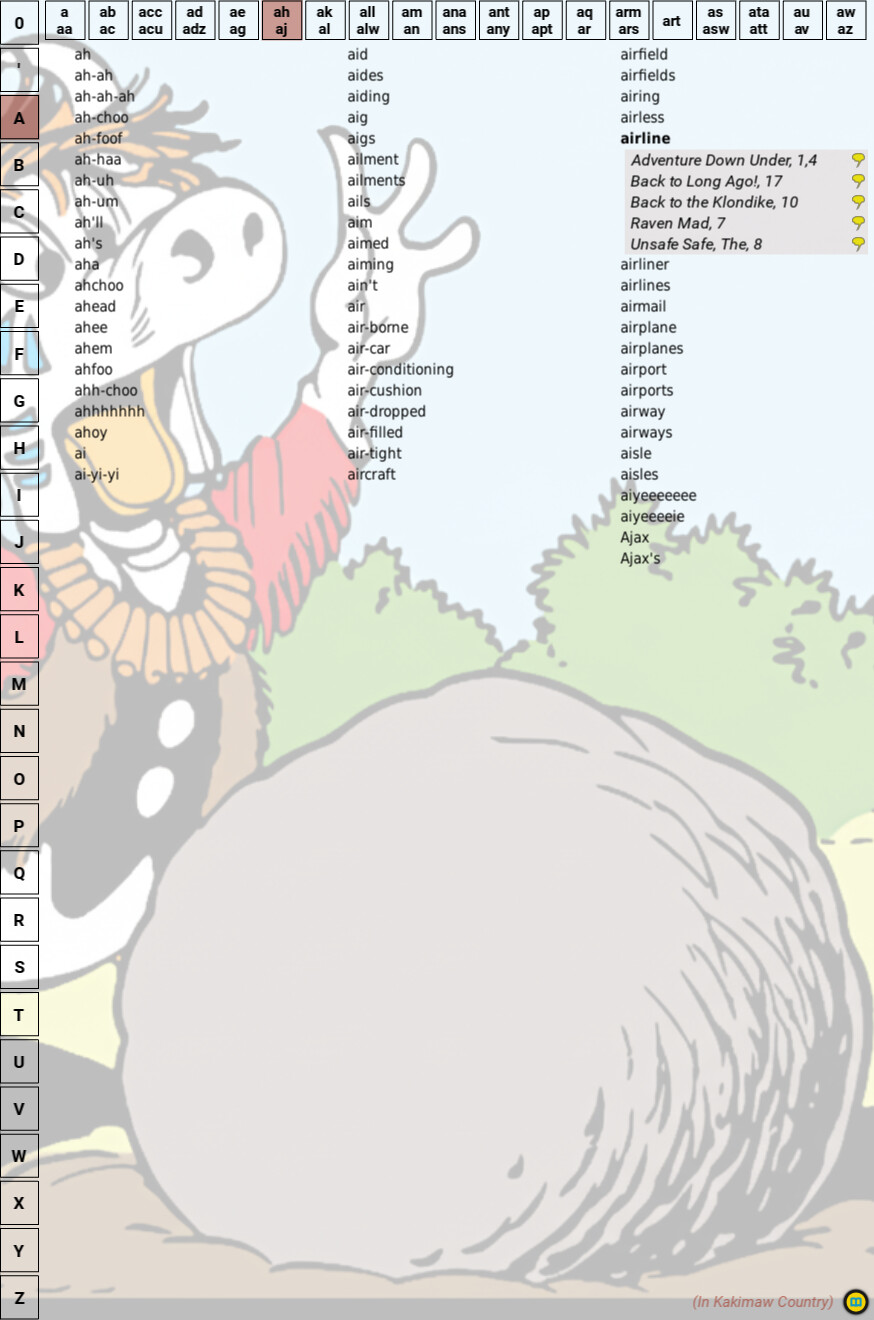 0
a
aa
ab
ac
acc
acu
ad
adz
ae
ag
ah
aj
ak
al
all
alw
am
an
ana
ans
ant
any
ap
apt
aq
ar
arm
ars
art
as
asw
ata
att
au
av
aw
az
'
A
B
C
D
E
F
G
H
I
J
K
L
M
N
O
P
Q
R
S
T
U
V
W
X
Y
Z
ah
ah-ah
ah-ah-ah
ah-choo
ah-foof
ah-haa
ah-uh
ah-um
ah'll
ah's
aha
ahchoo
ahead
ahee
ahem
ahfoo
ahh-choo
ahhhhhhh
ahoy
ai
ai-yi-yi
aid
aides
aiding
aig
aigs
ailment
ailments
ails
aim
aimed
aiming
ain't
air
air-borne
air-car
air-conditioning
air-cushion
air-dropped
air-filled
air-tight
aircraft
airfield
airfields
airing
airless
airline
Adventure Down Under, 1,4
Back to Long Ago!, 17
Back to the Klondike, 10
Raven Mad, 7
Unsafe Safe, The, 8
airliner
airlines
airmail
airplane
airplanes
airport
airports
airway
airways
aisle
aisles
aiyeeeeeee
aiyeeeeie
Ajax
Ajax's
(In Kakimaw Country)